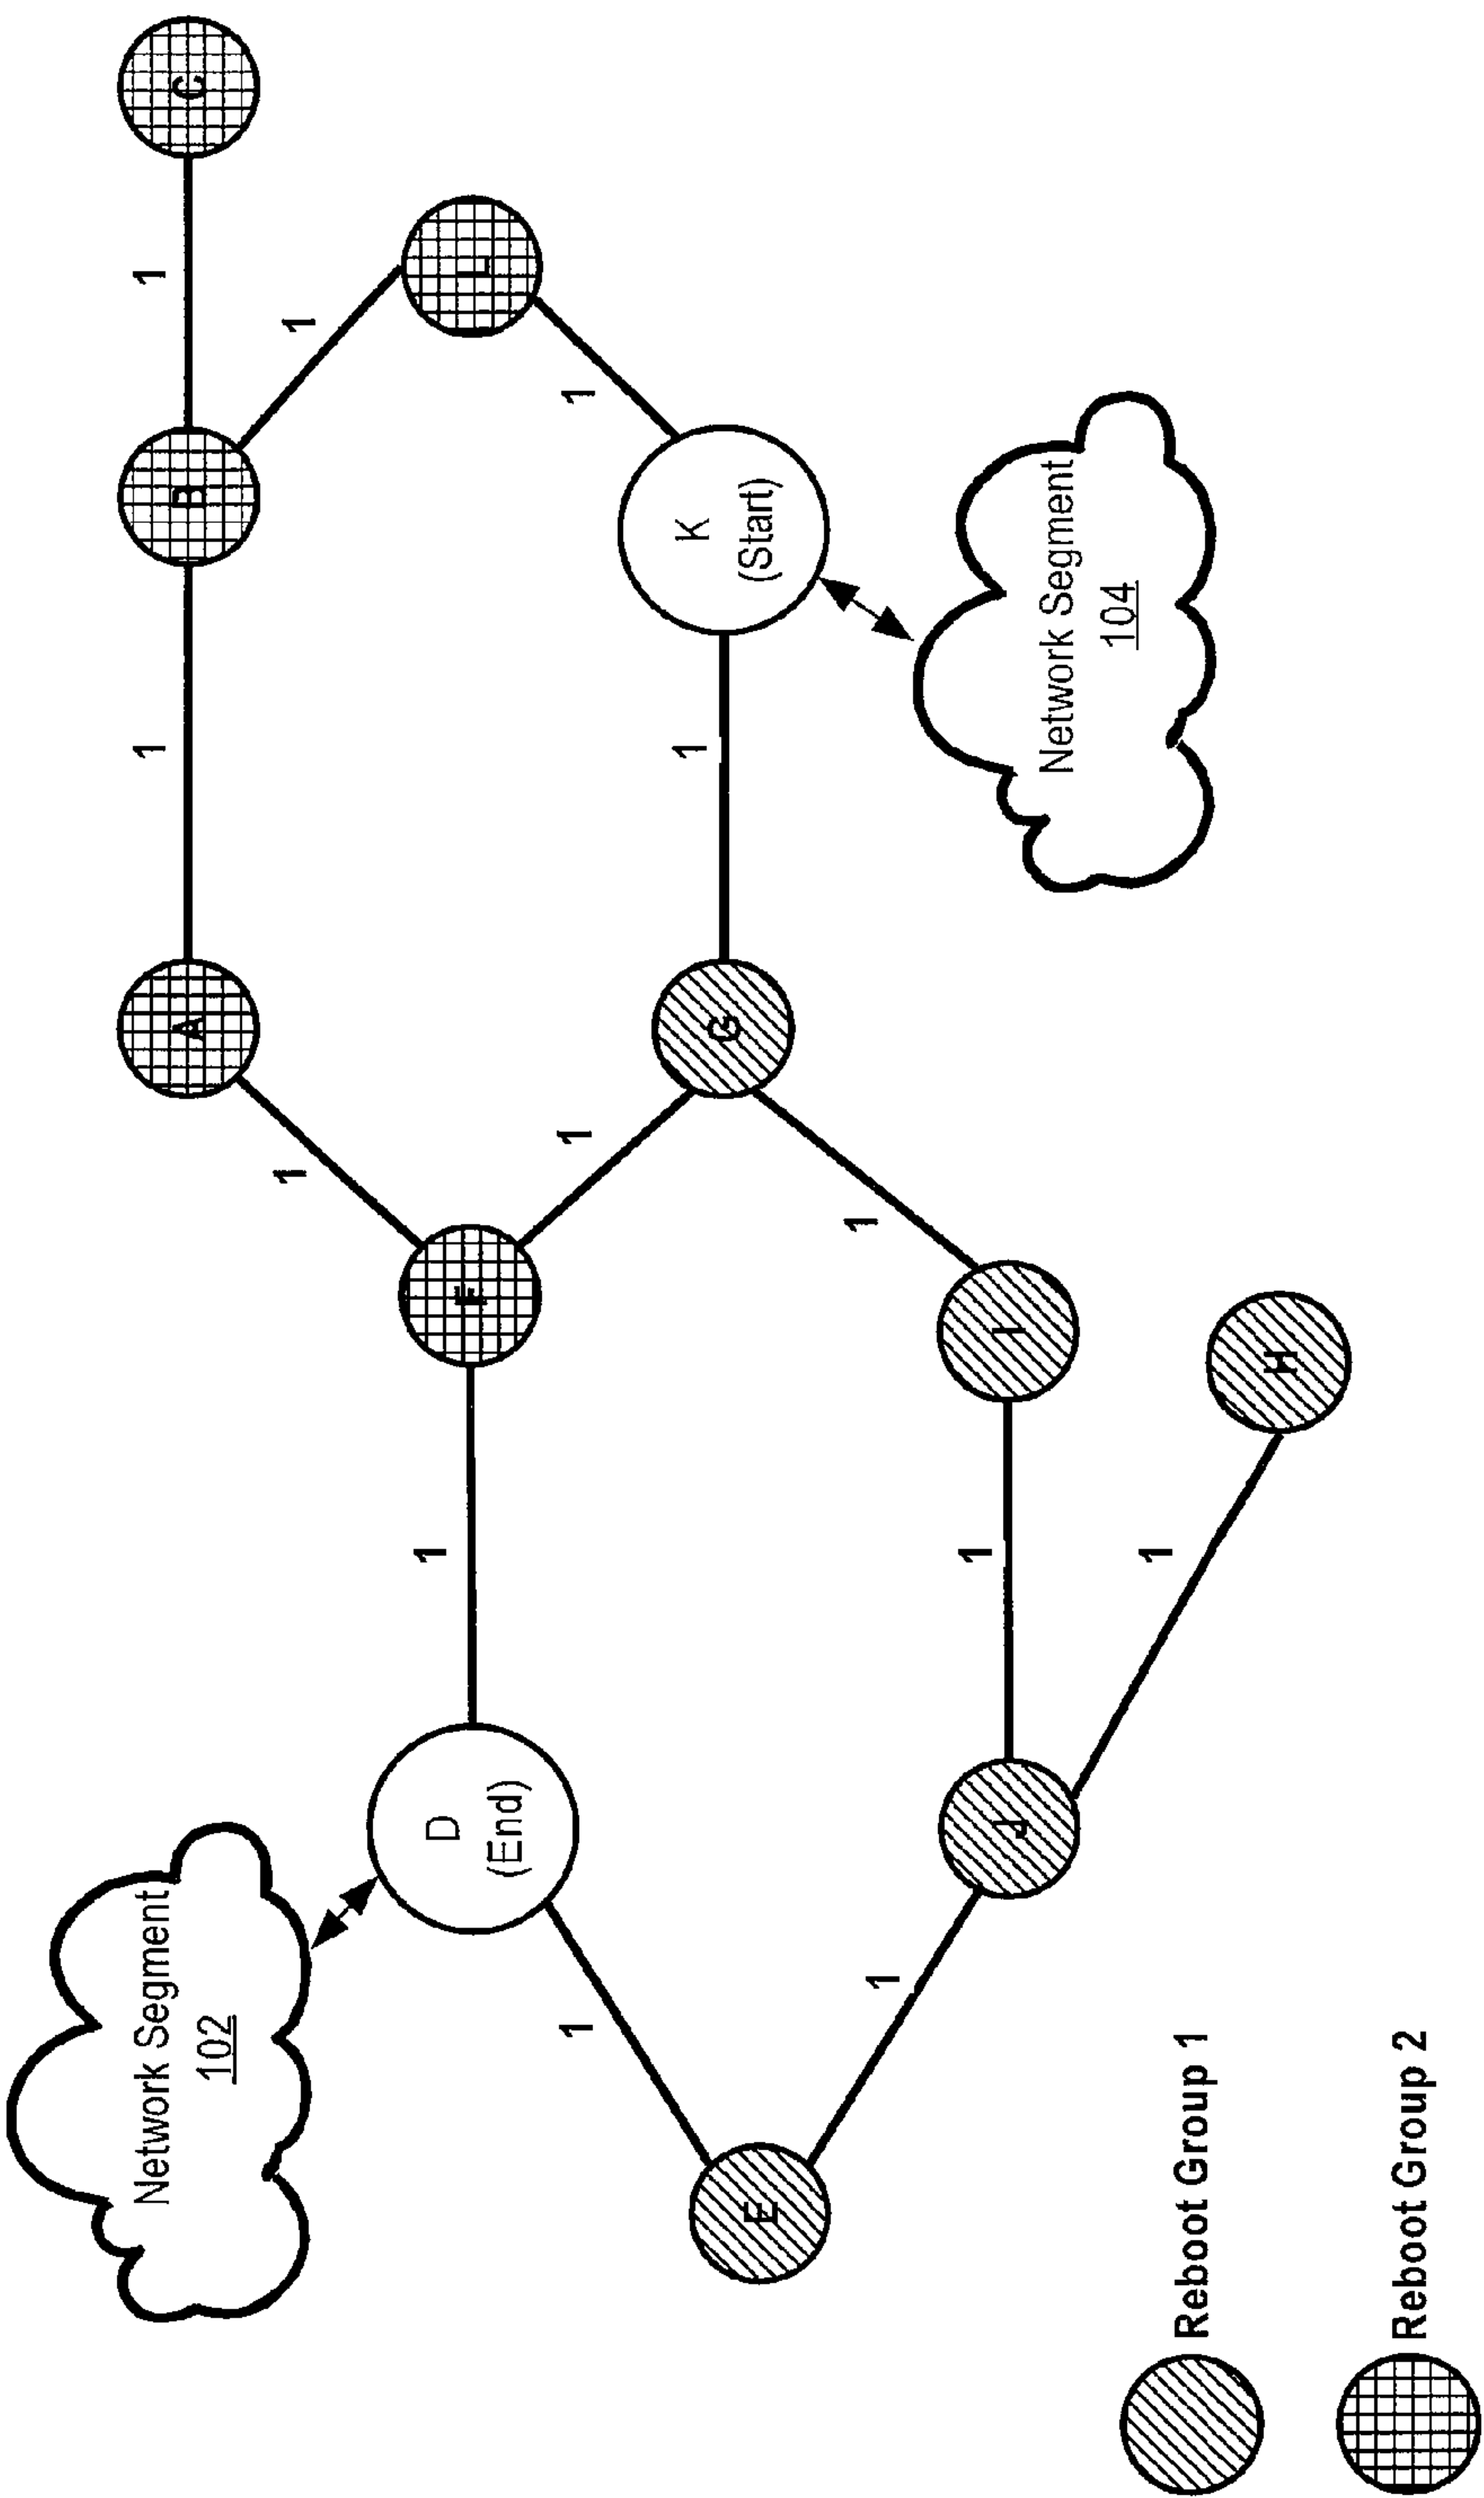 Network Segment
102
1
1
A
B
C
1
1
1
D
(End)
F
L
1
1
1
1
K
(Start)
E
G
1
1
1
J
I
Network Segment
104
1
H
Reboot Group 1
Reboot Group 2